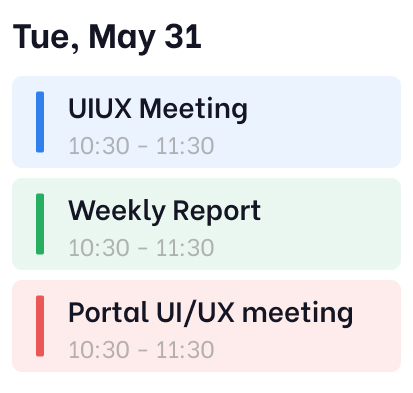 Tue, May 31
UIUX Meeting
10:30 - 11:30
Weekly Report
10:30 - 11:30
Portal UI/UX meeting
10:30 - 11:30